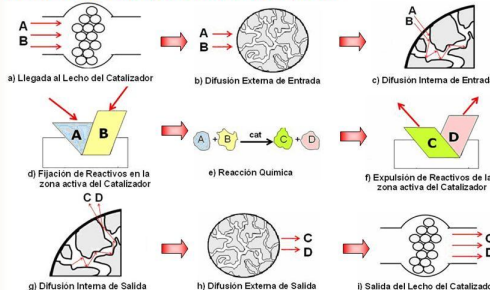 A
B
a) Llegada al Lecho del Catalizador
A
B
b) Difusión Externa de Entrada
A
B
c) Difusión Interna de Entrad
A
B
d) Fijación de Reactivos en la
zona activa del Catalizador
A + B cat C + D
e) Reacción Química
C
D
f) Expulsión de Reactivos de la
zona activa del Catalizador
C D
g) Difusión Interna de Salida
C
D
h) Difusión Externa de Salida
C
D
i) Salida del Lecho del Catalizado